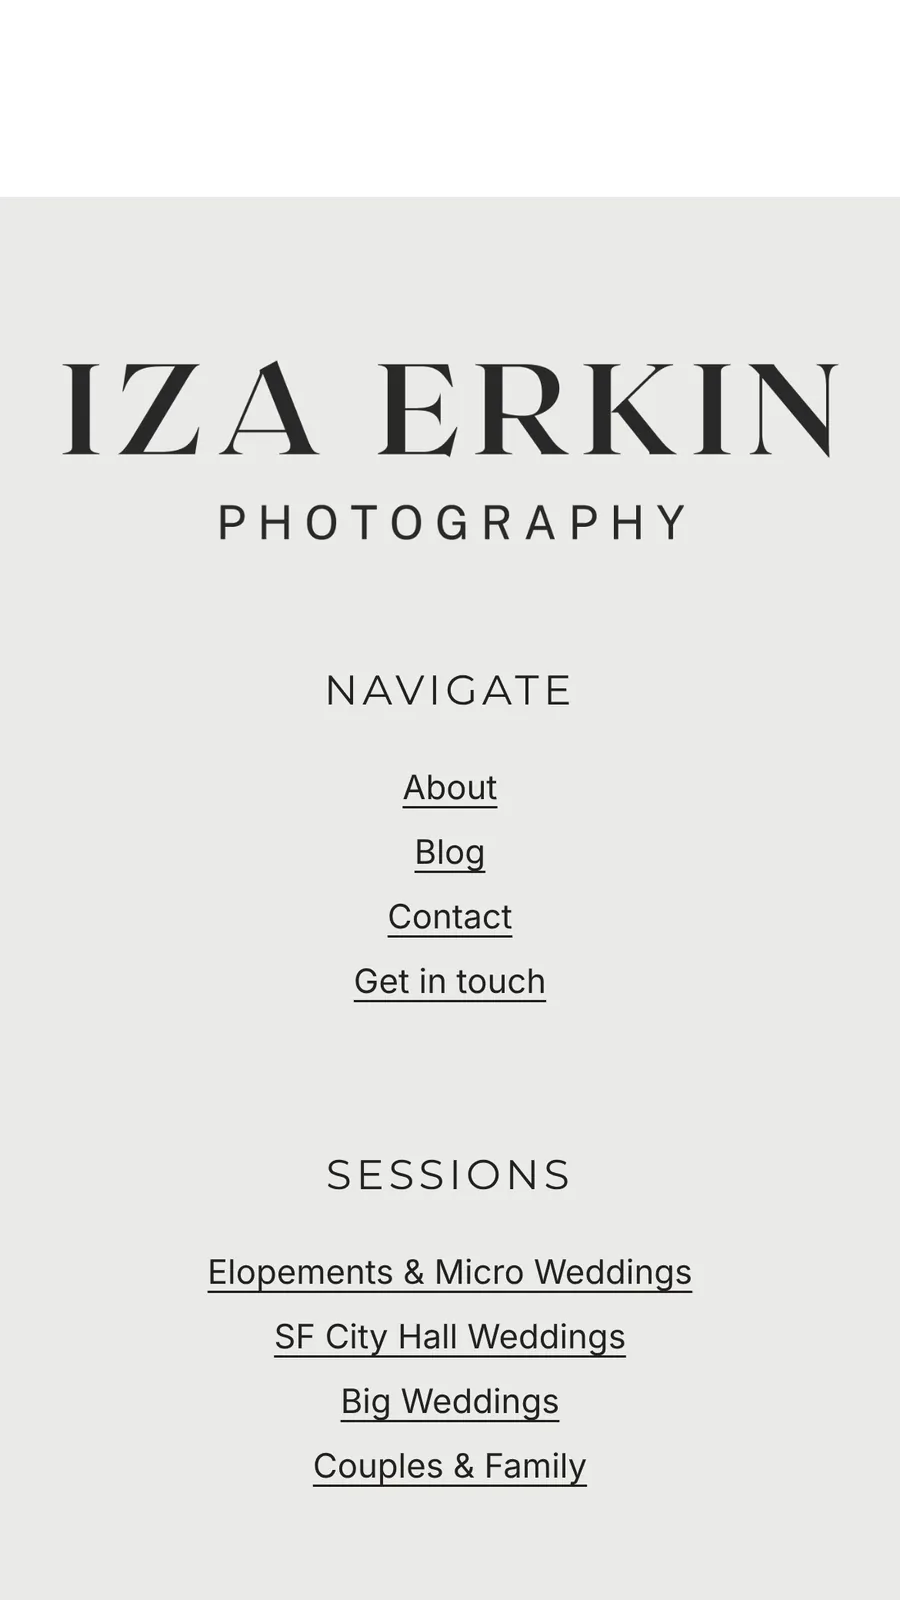 IZA ERKIN
PHOTOGRAPHY
NAVIGATE
About
Blog
Contact
Get in touch
SESSIONS
Elopements & Micro Weddings
SF City Hall Weddings
Big Weddings
Couples & Family